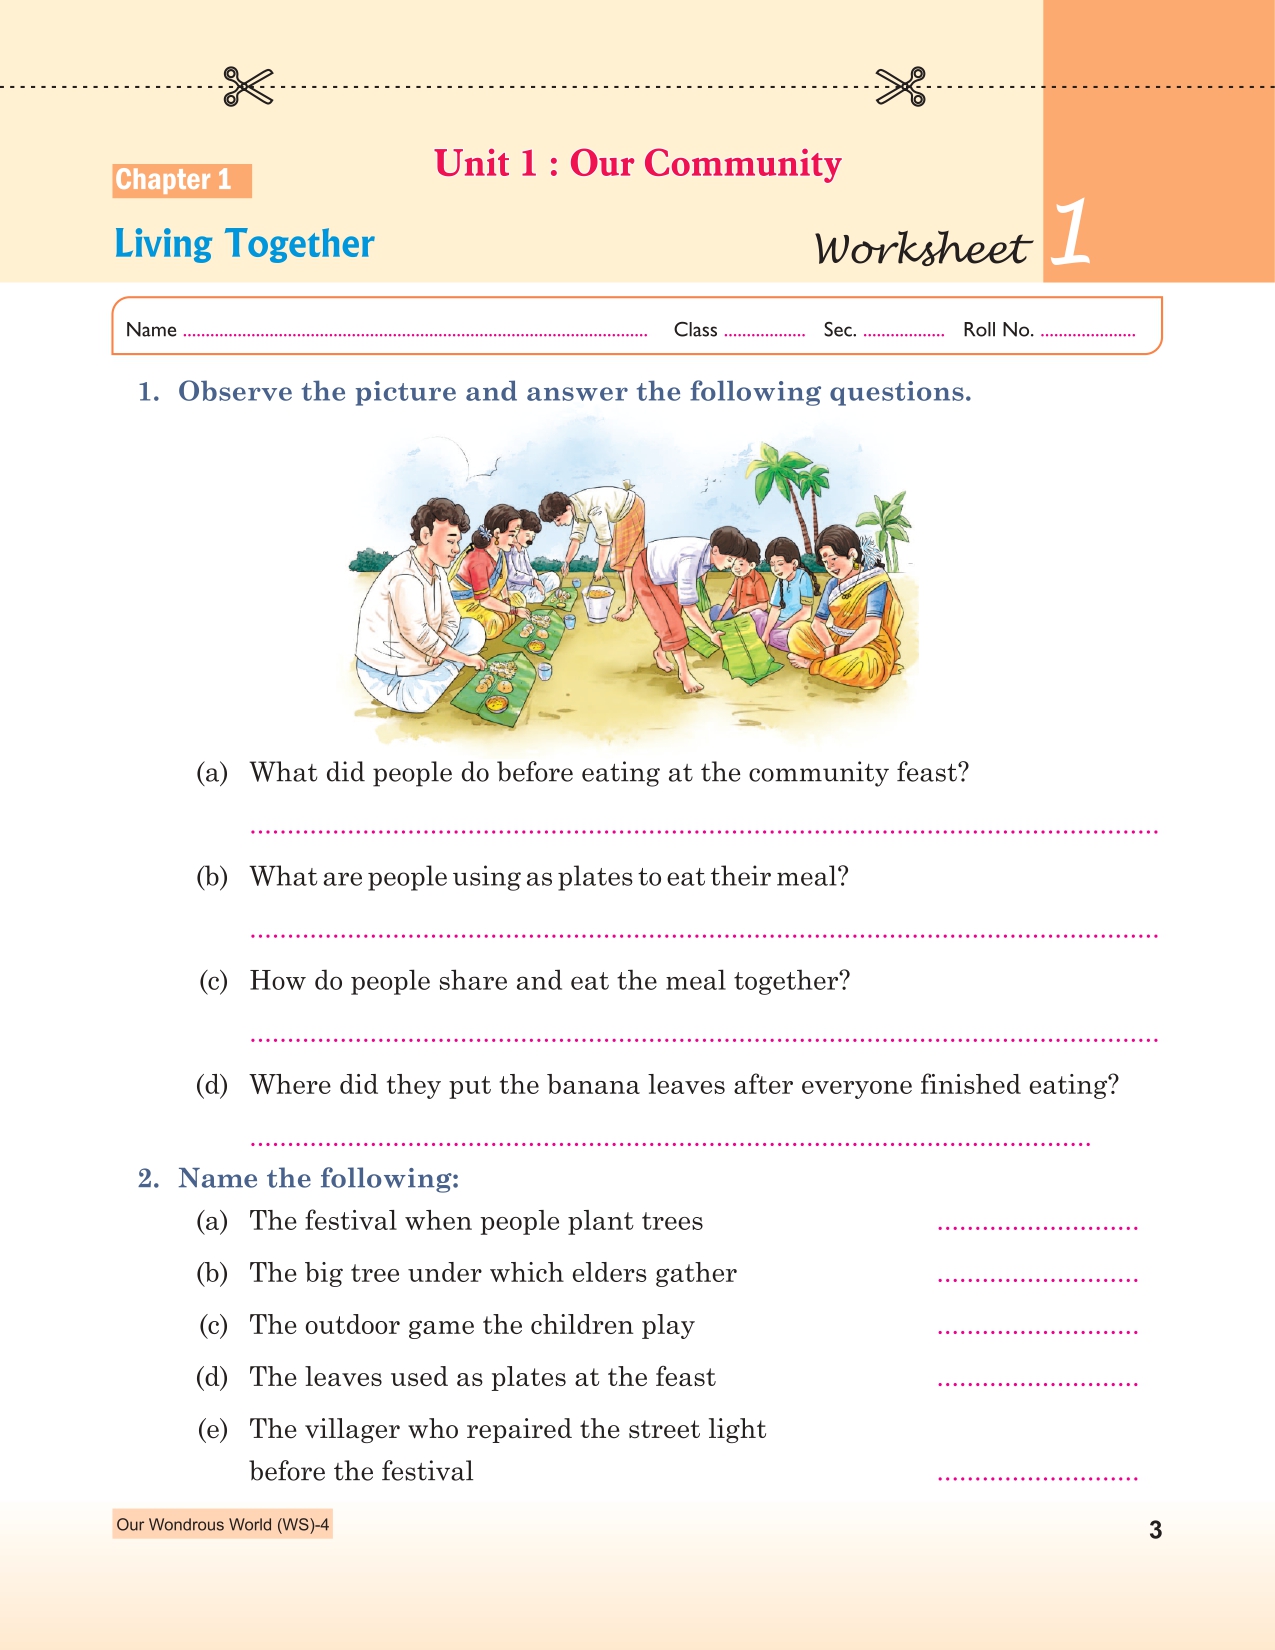 Unit 1 : Our Community
Chapter 1
Living Together
Worksheet 1
Name ........................................ Class .................. Sec. .................. Roll No. .....................
1. Observe the picture and answer the following questions.
(a) What did people do before eating at the community feast?
(b) What are people using as plates to eat their meal?
(c) How do people share and eat the meal together?
(d) Where did they put the banana leaves after everyone finished eating?
2. Name the following:
(a) The festival when people plant trees ...........................
(b) The big tree under which elders gather ...........................
(c) The outdoor game the children play ...........................
(d) The leaves used as plates at the feast ...........................
(e) The villager who repaired the street light
before the festival ...........................
Our Wondrous World (WS)-4
3